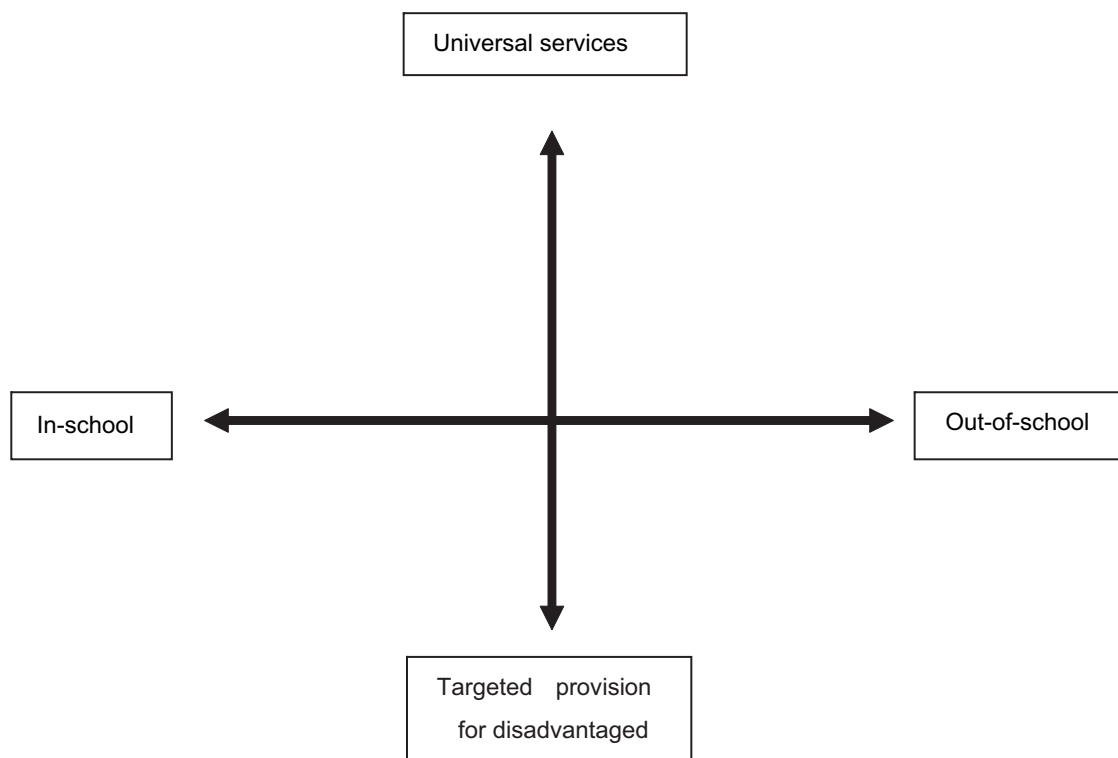 Universal services
In-school
Out-of-school
Targeted provision
for disadvantaged